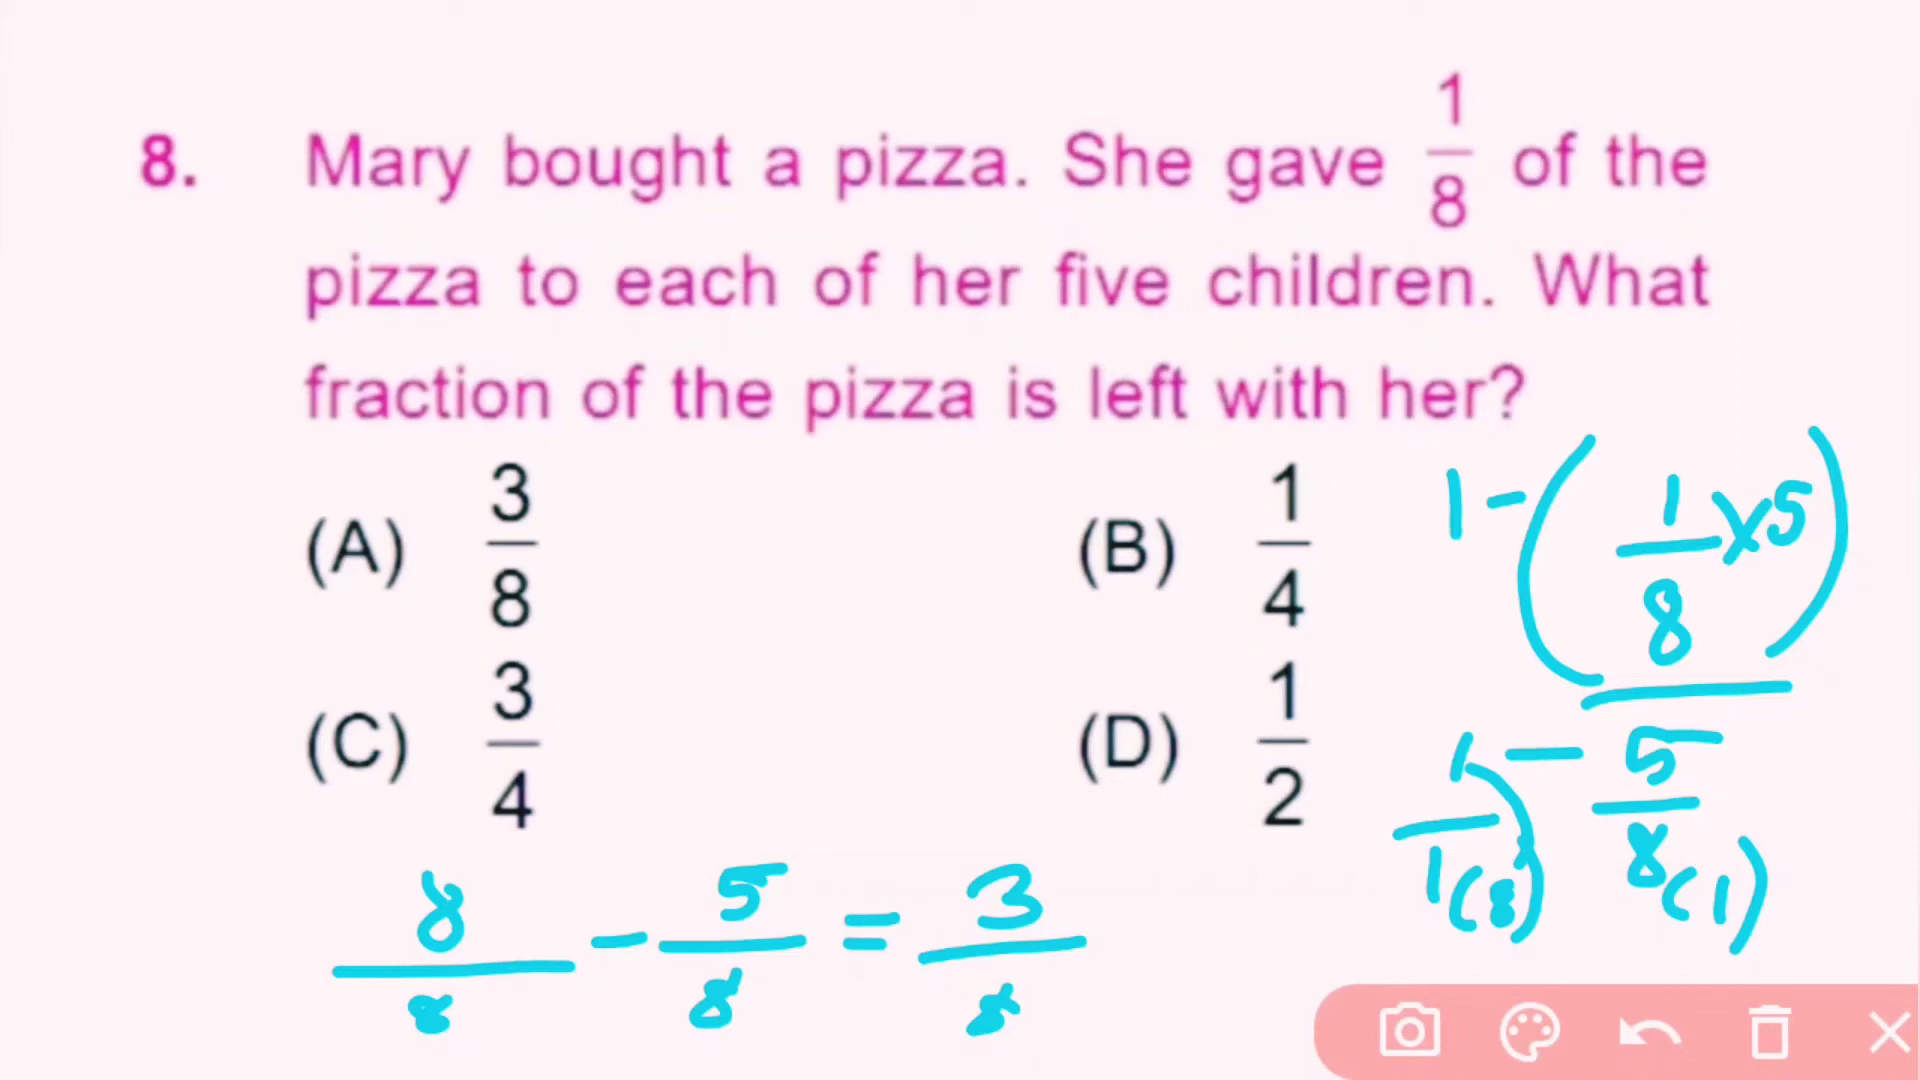 8. Mary bought a pizza. She gave 1/8 of the
pizza to each of her five children. What
fraction of the pizza is left with her?
(A) 3/8 (B) 1/4
(C) 3/4 (D) 1/2
1-(1/8×5)
1/1(8) - 5/8(1)
8/8 - 5/8 = 3/8